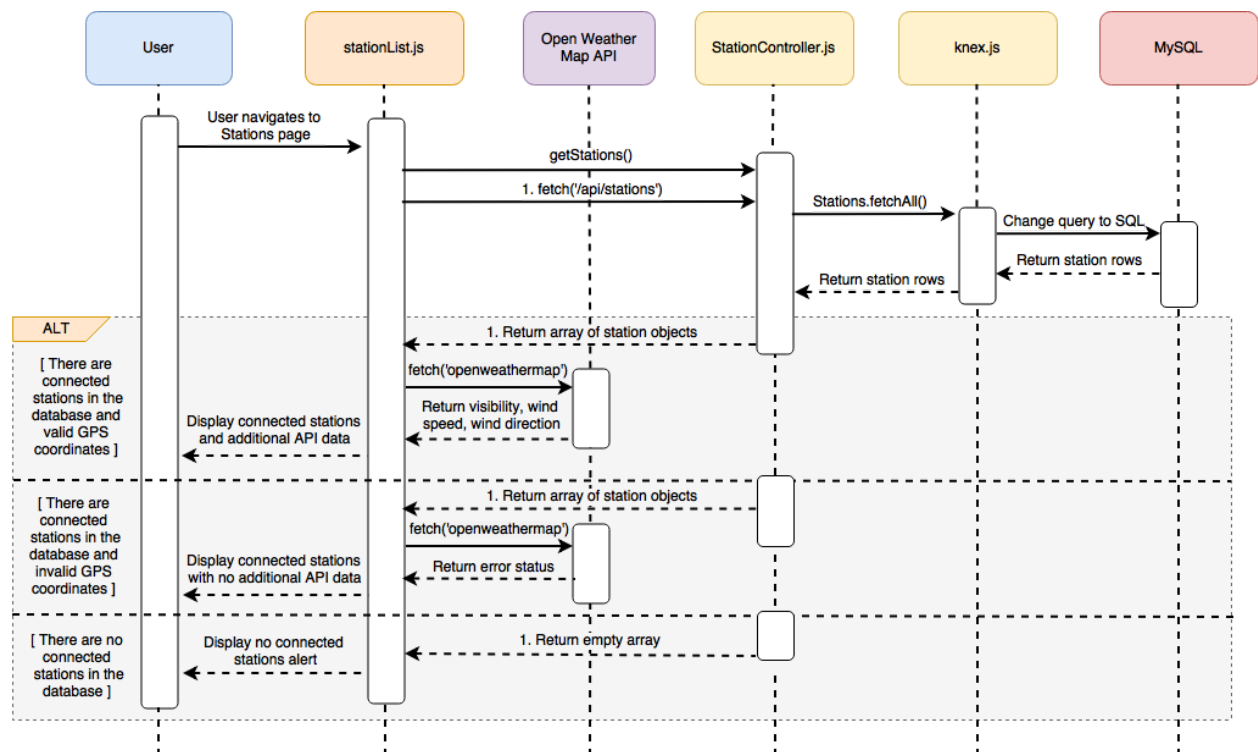 User
stationList.js
Open Weather
Map API
StationController.js
knex.js
MySQL
User navigates to
Stations page
getStations()
1. fetch('/api/stations')
Stations.fetchAll()
Change query to SQL
Return station rows
Return station rows
ALT
[ There are
connected
stations in the
database and
valid GPS
coordinates ]
1. Return array of station objects
fetch('openweathermap')
Return visibility, wind
speed, wind direction
Display connected stations
and additional API data
[ There are
connected
stations in the
database and
invalid GPS
coordinates ]
1. Return array of station objects
fetch('openweathermap')
Return error status
Display connected stations
with no additional API data
[ There are no
connected
stations in the
database ]
1. Return empty array
Display no connected
stations alert